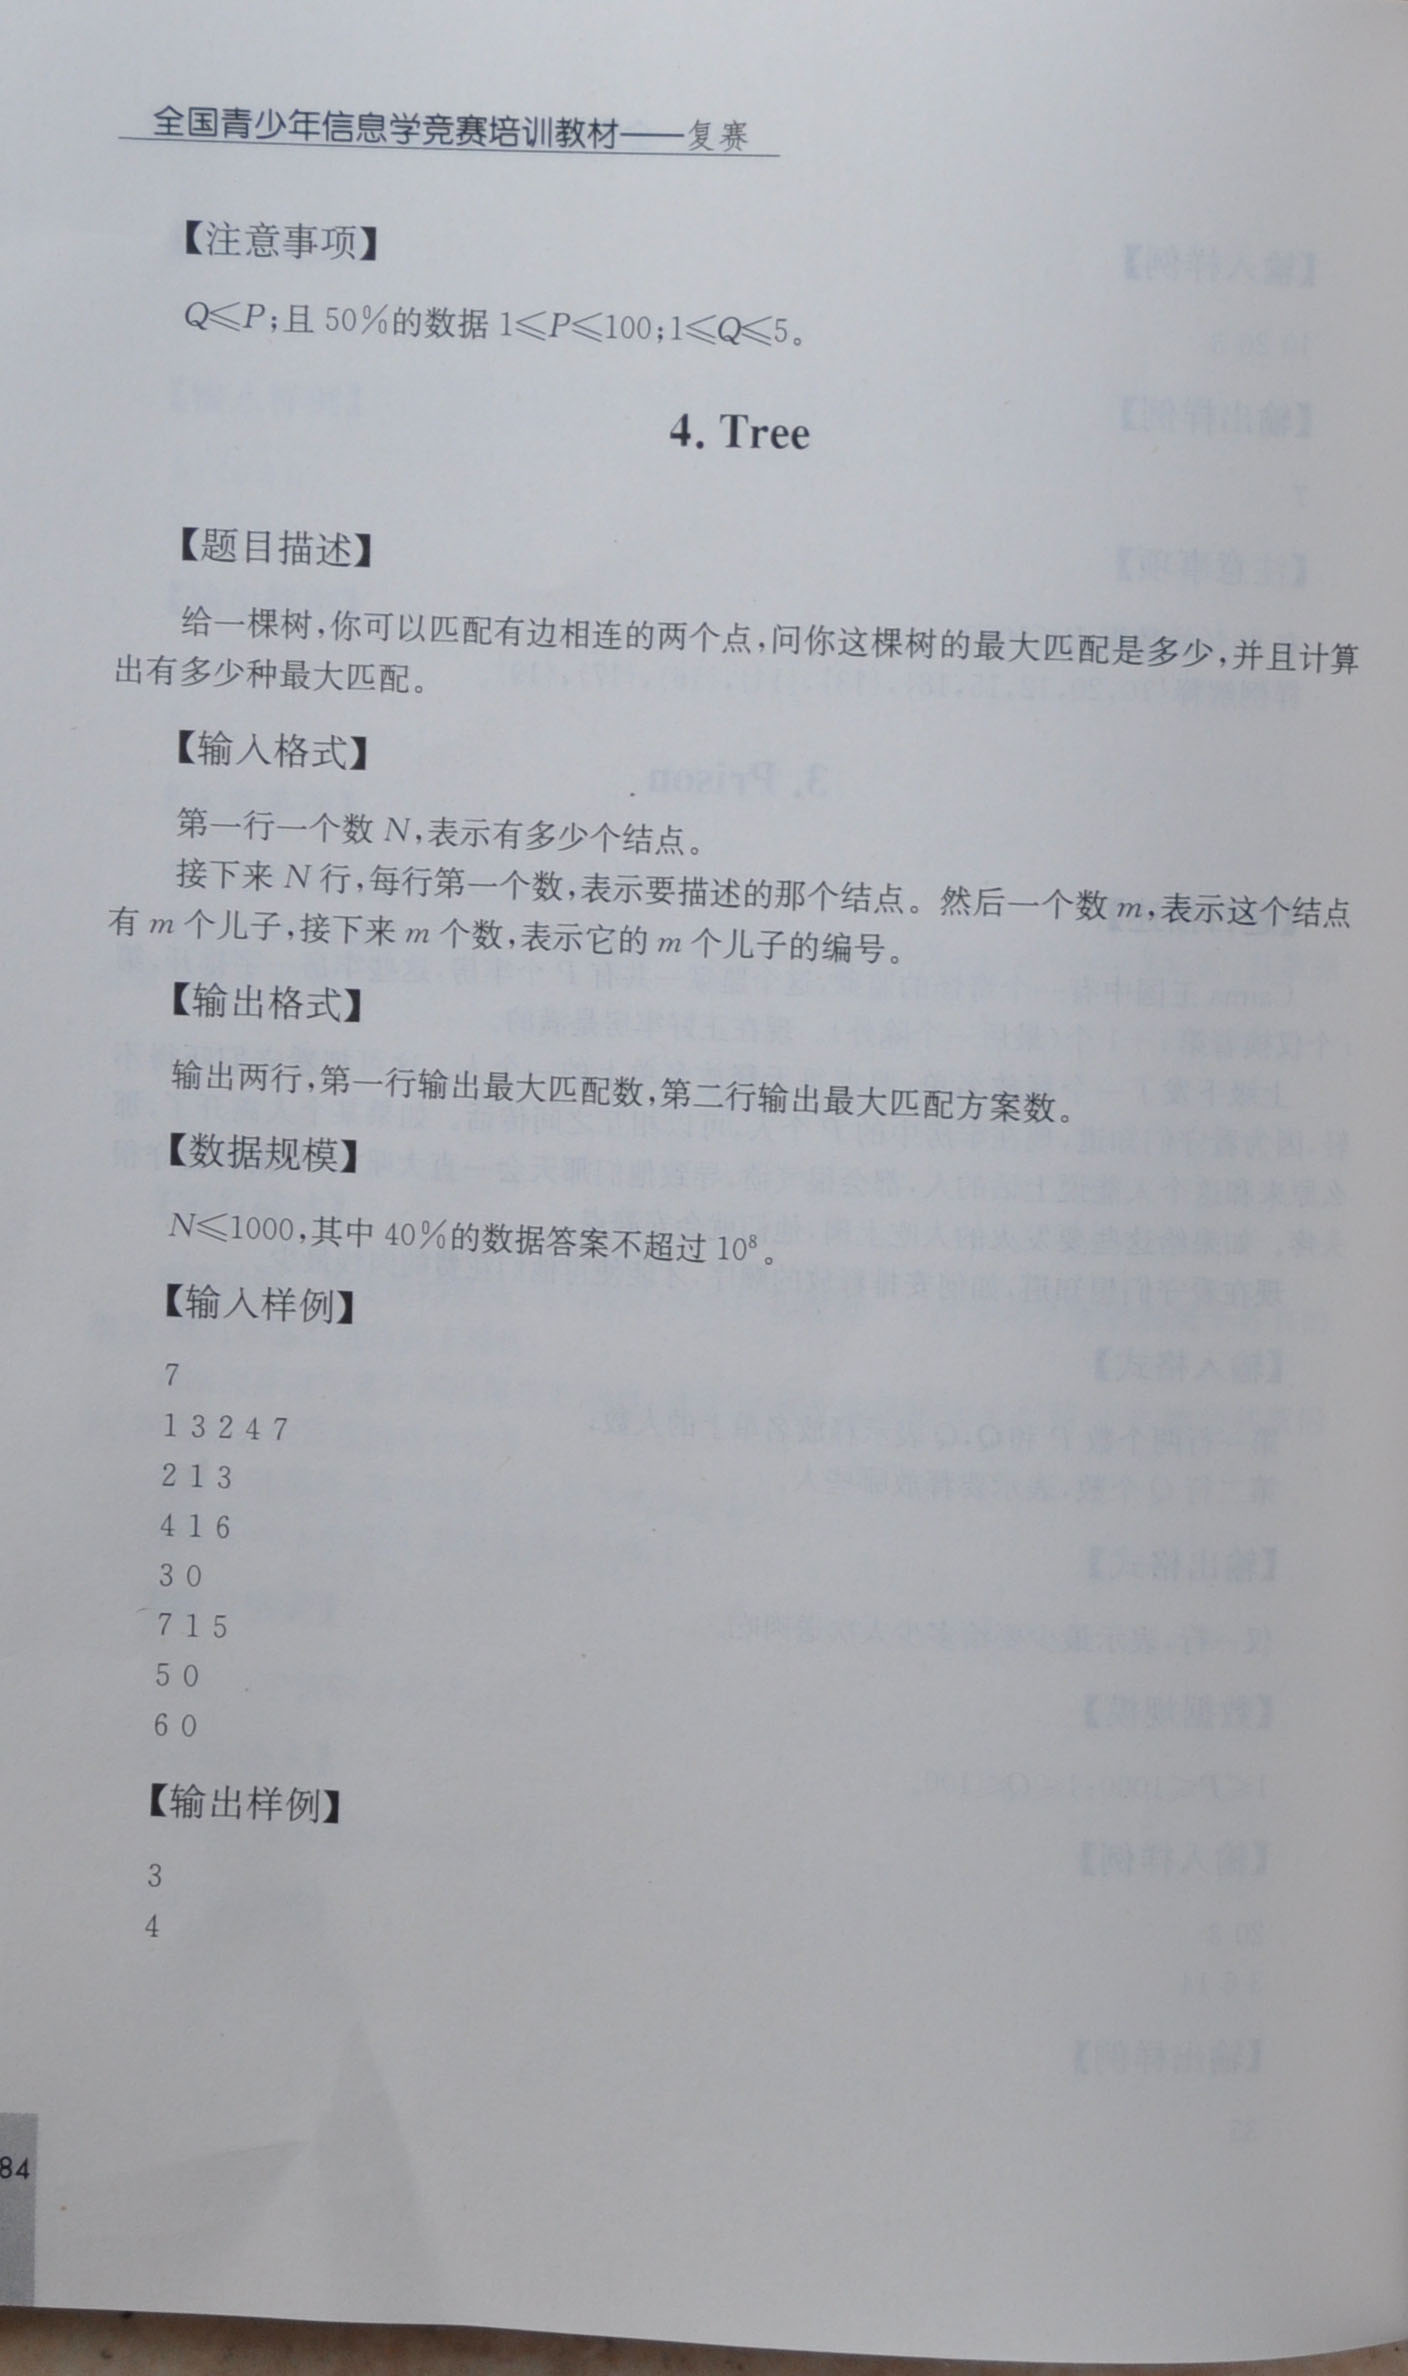 全国青少年信息学竞赛培训教材——复赛
【注意事项】
Q≤P;且 50%的数据 1≤P≤100;1≤Q≤5。
4. Tree
【题目描述】
给一棵树,你可以匹配有边相连的两个点,问你这棵树的最大匹配是多少,并且计算
出有多少种最大匹配。
【输入格式】
第一行一个数 N,表示有多少个结点。
接下来 N 行,每行第一个数,表示要描述的那个结点。然后一个数 m,表示这个结点
有 m 个儿子,接下来 m 个数,表示它的 m 个儿子的编号。
【输出格式】
输出两行,第一行输出最大匹配数,第二行输出最大匹配方案数。
【数据规模】
N≤1000,其中 40%的数据答案不超过 10⁸。
【输入样例】
7
1 3 2 4 7
2 1 3
4 1 6
3 0
7 1 5
5 0
6 0
【输出样例】
3
4
84